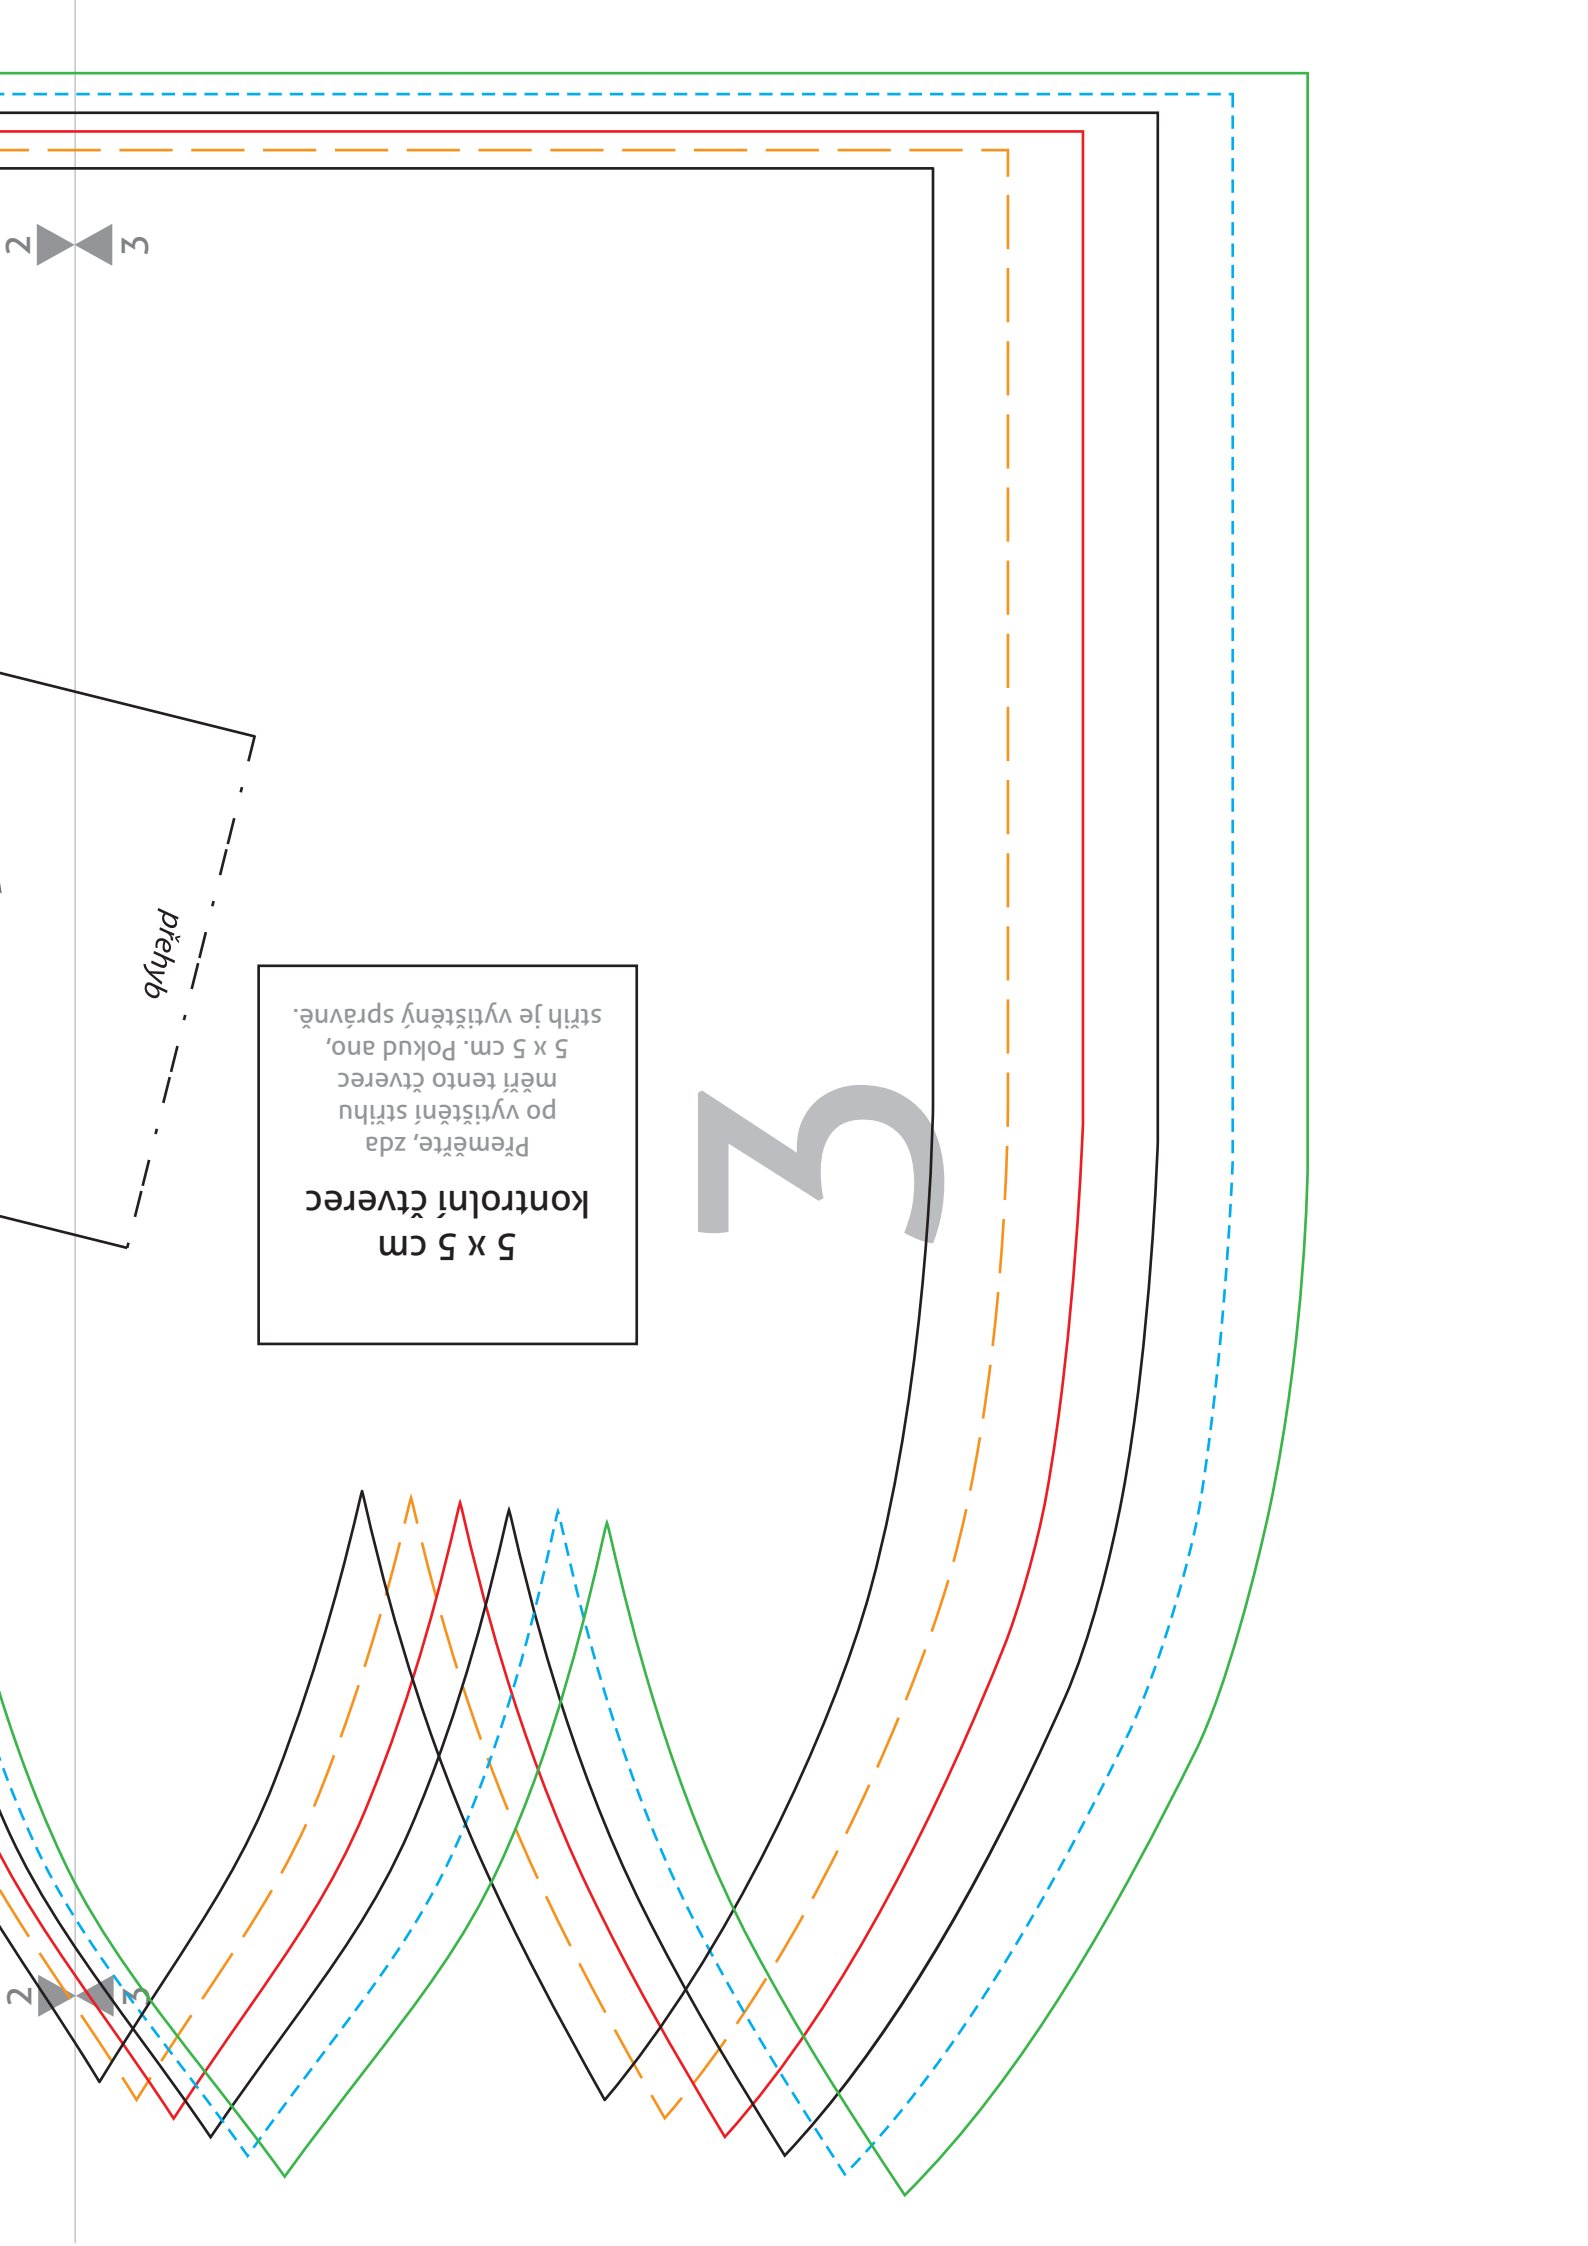 2 3
přehyb
5 x 5 cm
kontrolní čtverec
Přeměřte, zda
po vytištění střihu
měří tento čtverec
5 x 5 cm. Pokud ano,
střih je vytištěný správně.
3
2 3